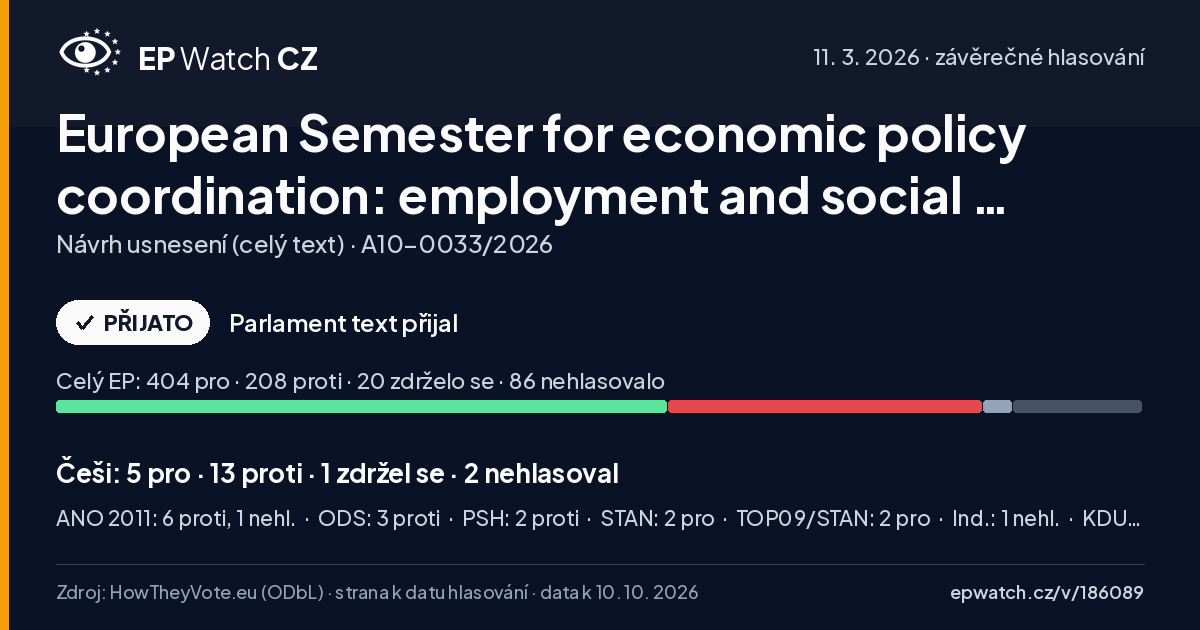 EP Watch CZ
11. 3. 2026 · závěrečné hlasování
European Semester for economic policy
coordination: employment and social …
Návrh usnesení (celý text) · A10-0033/2026
✓ PŘIJATO
Parlament text přijal
Celý EP: 404 pro · 208 proti · 20 zdrželo se · 86 nehlasovalo
Češi: 5 pro · 13 proti · 1 zdržel se · 2 nehlasoval
ANO 2011: 6 proti, 1 nehl. · ODS: 3 proti · PSH: 2 proti · STAN: 2 pro · TOP09/STAN: 2 pro · Ind.: 1 nehl. · KDU…
Zdroj: HowTheyVote.eu (ODbL) · strana k datu hlasování · data k 10. 10. 2026
epwatch.cz/v/186089